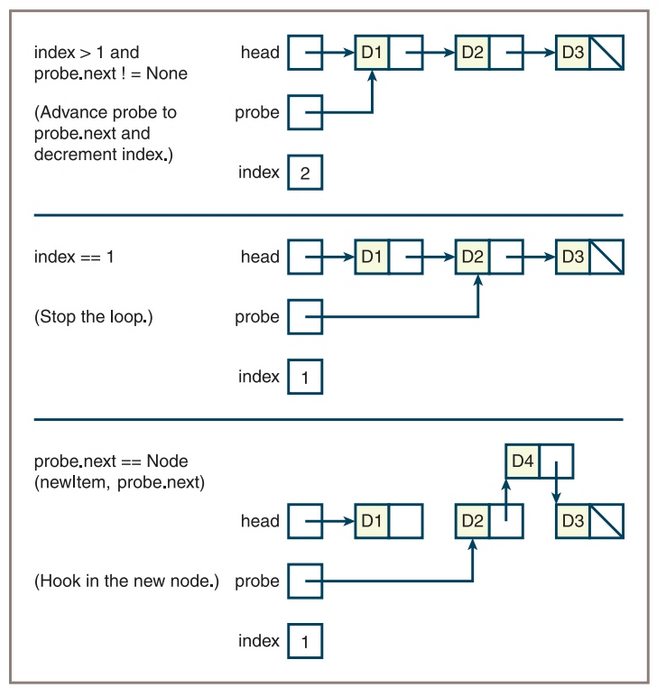 index > 1 and
probe.next ! = None
(Advance probe to
probe.next and
decrement index.)
head D1 D2 D3
probe
index 2
index == 1
(Stop the loop.)
head D1 D2 D3
probe
index 1
probe.next == Node
(newItem, probe.next)
D4
head D1 D2 D3
(Hook in the new node.) probe
index 1